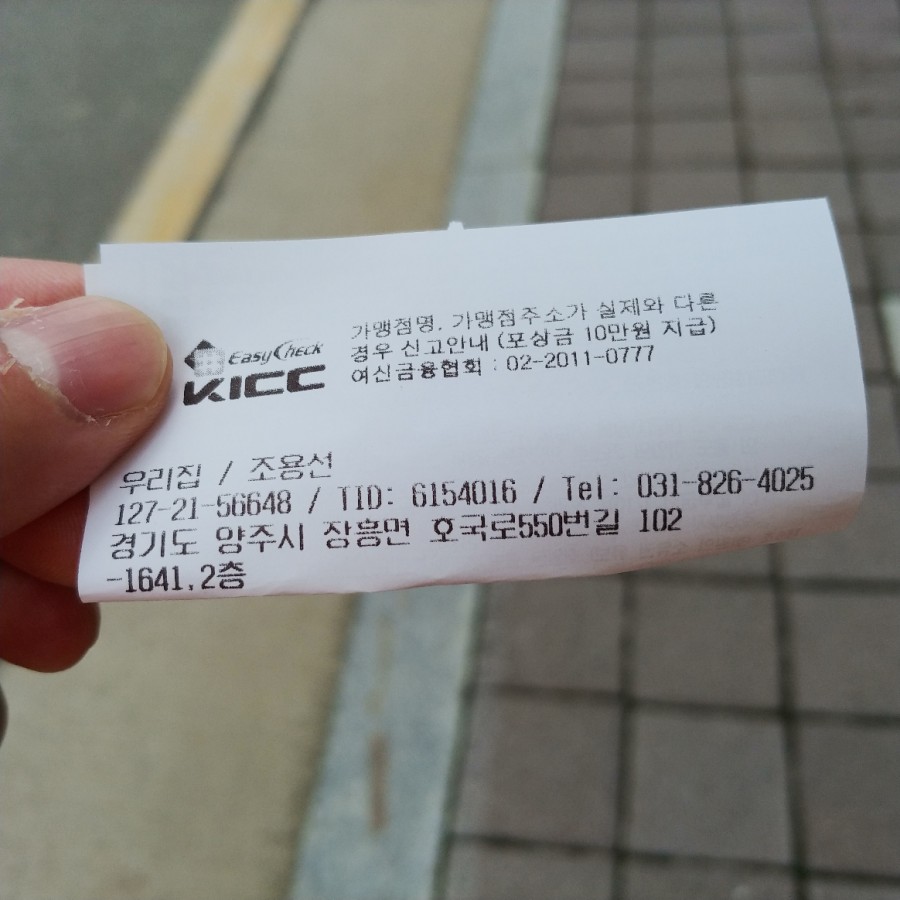 가맹점명, 가맹점주소가 실제와 다른
경우 신고안내 (포상금 10만원 지급)
여신금융협회 : 02-2011-0777
EasyCheck
KICC
우리집 / 조용선
127-21-56648 / TID: 6154016 / Tel: 031-826-4025
경기도 양주시 장흥면 호국로550번길 102
-1641,2층